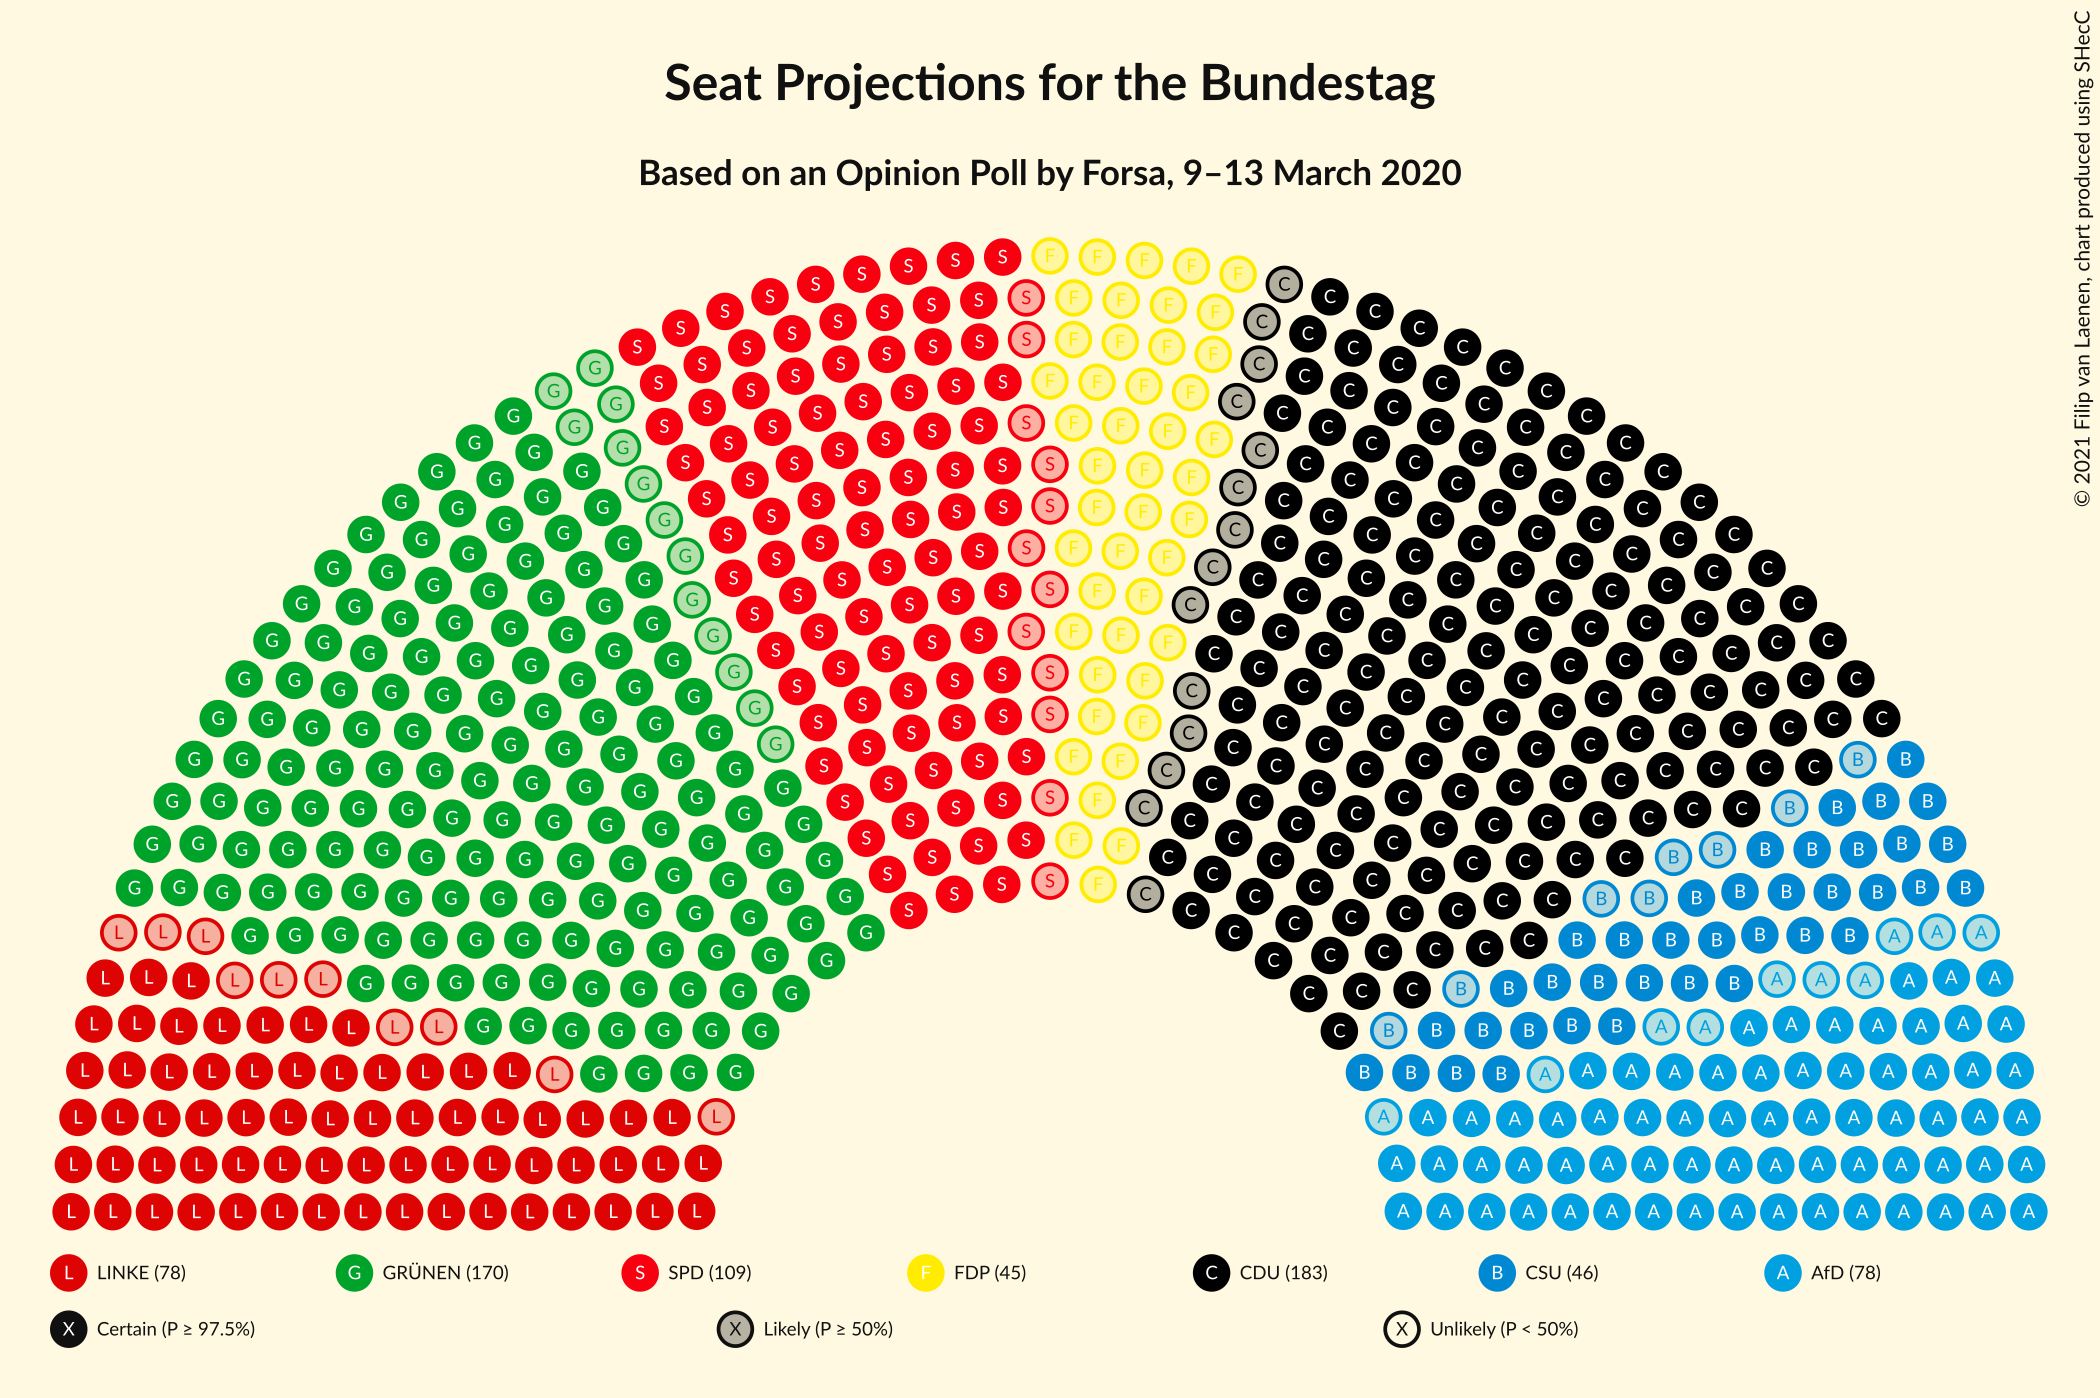 Seat Projections for the Bundestag
Based on an Opinion Poll by Forsa, 9–13 March 2020
© 2021 Filip van Laenen, chart produced using SHecC
L LINKE (78) G GRÜNEN (170) S SPD (109) F FDP (45) C CDU (183) B CSU (46) A AfD (78)
X Certain (P ≥ 97.5%) X Likely (P ≥ 50%) X Unlikely (P < 50%)